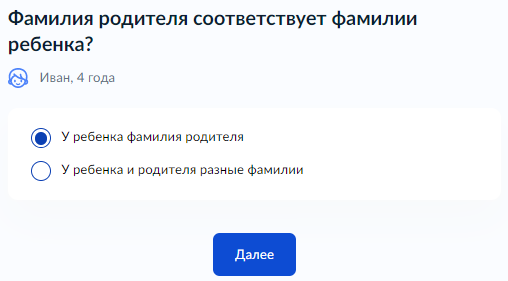 Фамилия родителя соответствует фамилии
ребенка?
Иван, 4 года
У ребенка фамилия родителя
У ребенка и родителя разные фамилии
Далее